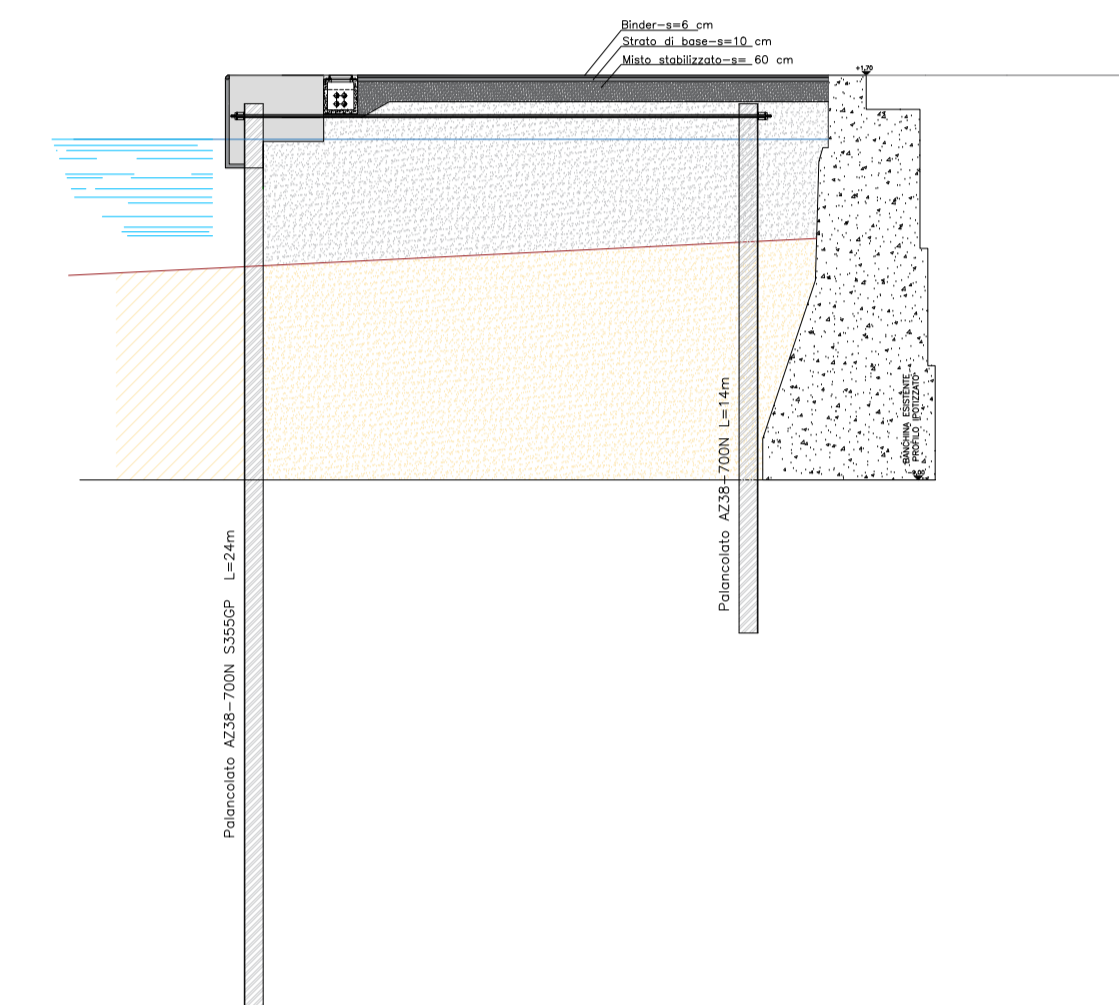 Binder-s=6 cm
Strato di base-s=10 cm
Misto stabilizzato-s= 60 cm
+1.70
Palancolato AZ38-700N S355GP L=24m
Palancolato AZ38-700N L=14m
BANCHINA ESISTENTE
PROFILO IPOTIZZATO